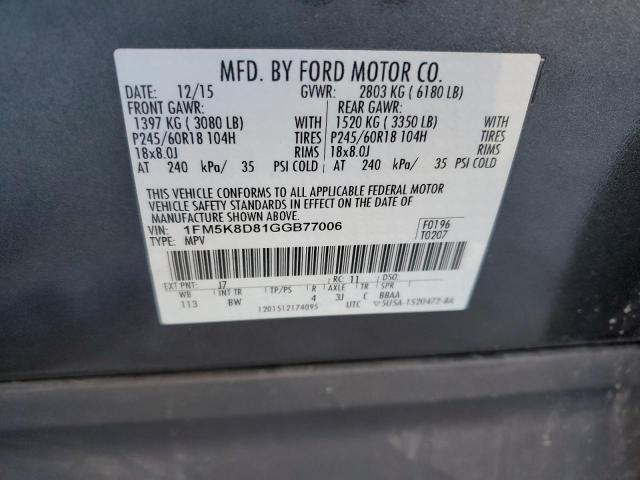 MFD. BY FORD MOTOR CO.
DATE: 12/15 GVWR: 2803 KG ( 6180 LB)
FRONT GAWR: REAR GAWR:
1397 KG ( 3080 LB) WITH 1520 KG ( 3350 LB) WITH
P245/60R18 104H TIRES P245/60R18 104H TIRES
18x8.0J RIMS 18x8.0J RIMS
AT 240 kPa/ 35 PSI COLD AT 240 kPa/ 35 PSI COLD
THIS VEHICLE CONFORMS TO ALL APPLICABLE FEDERAL MOTOR
VEHICLE SAFETY STANDARDS IN EFFECT ON THE DATE OF
MANUFACTURE SHOWN ABOVE.
VIN: 1FM5K8D81GGB77006 F0196
TYPE: MPV T0207
EXT PNT: J7 RC: 11 DSO:
WB INT TR TP/PS R AXLE TR SPR
113 BW 4 3J C BBAA
1201512174095 UTC 5U5A-1520472-BA